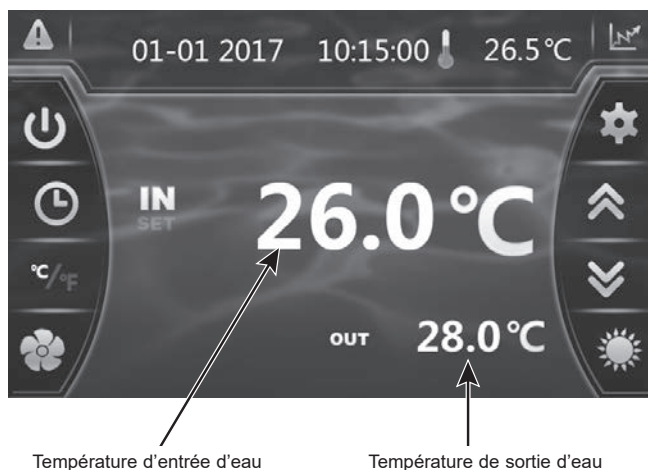 01-01 2017 10:15:00 26.5°C
IN 26.0°C
SET
°C/°F
OUT 28.0°C
Température d'entrée d'eau Température de sortie d'eau